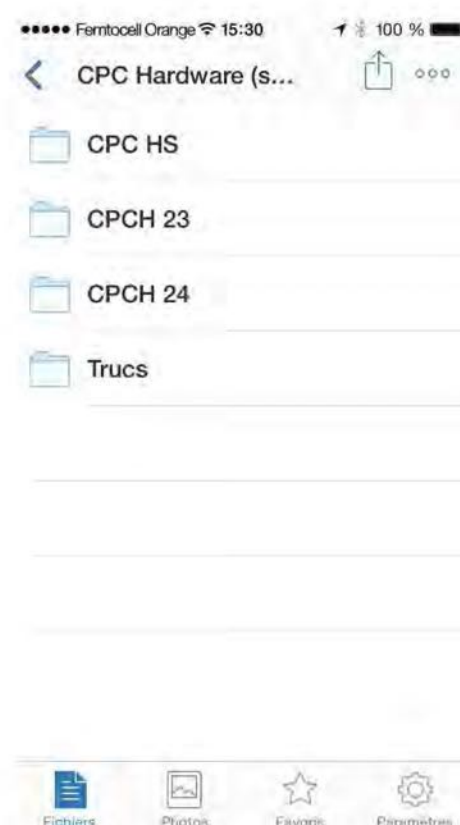 Femtocell Orange 15:30 100 %
CPC Hardware (s...
CPC HS
CPCH 23
CPCH 24
Trucs
Fichiers Photos Favoris Paramètres